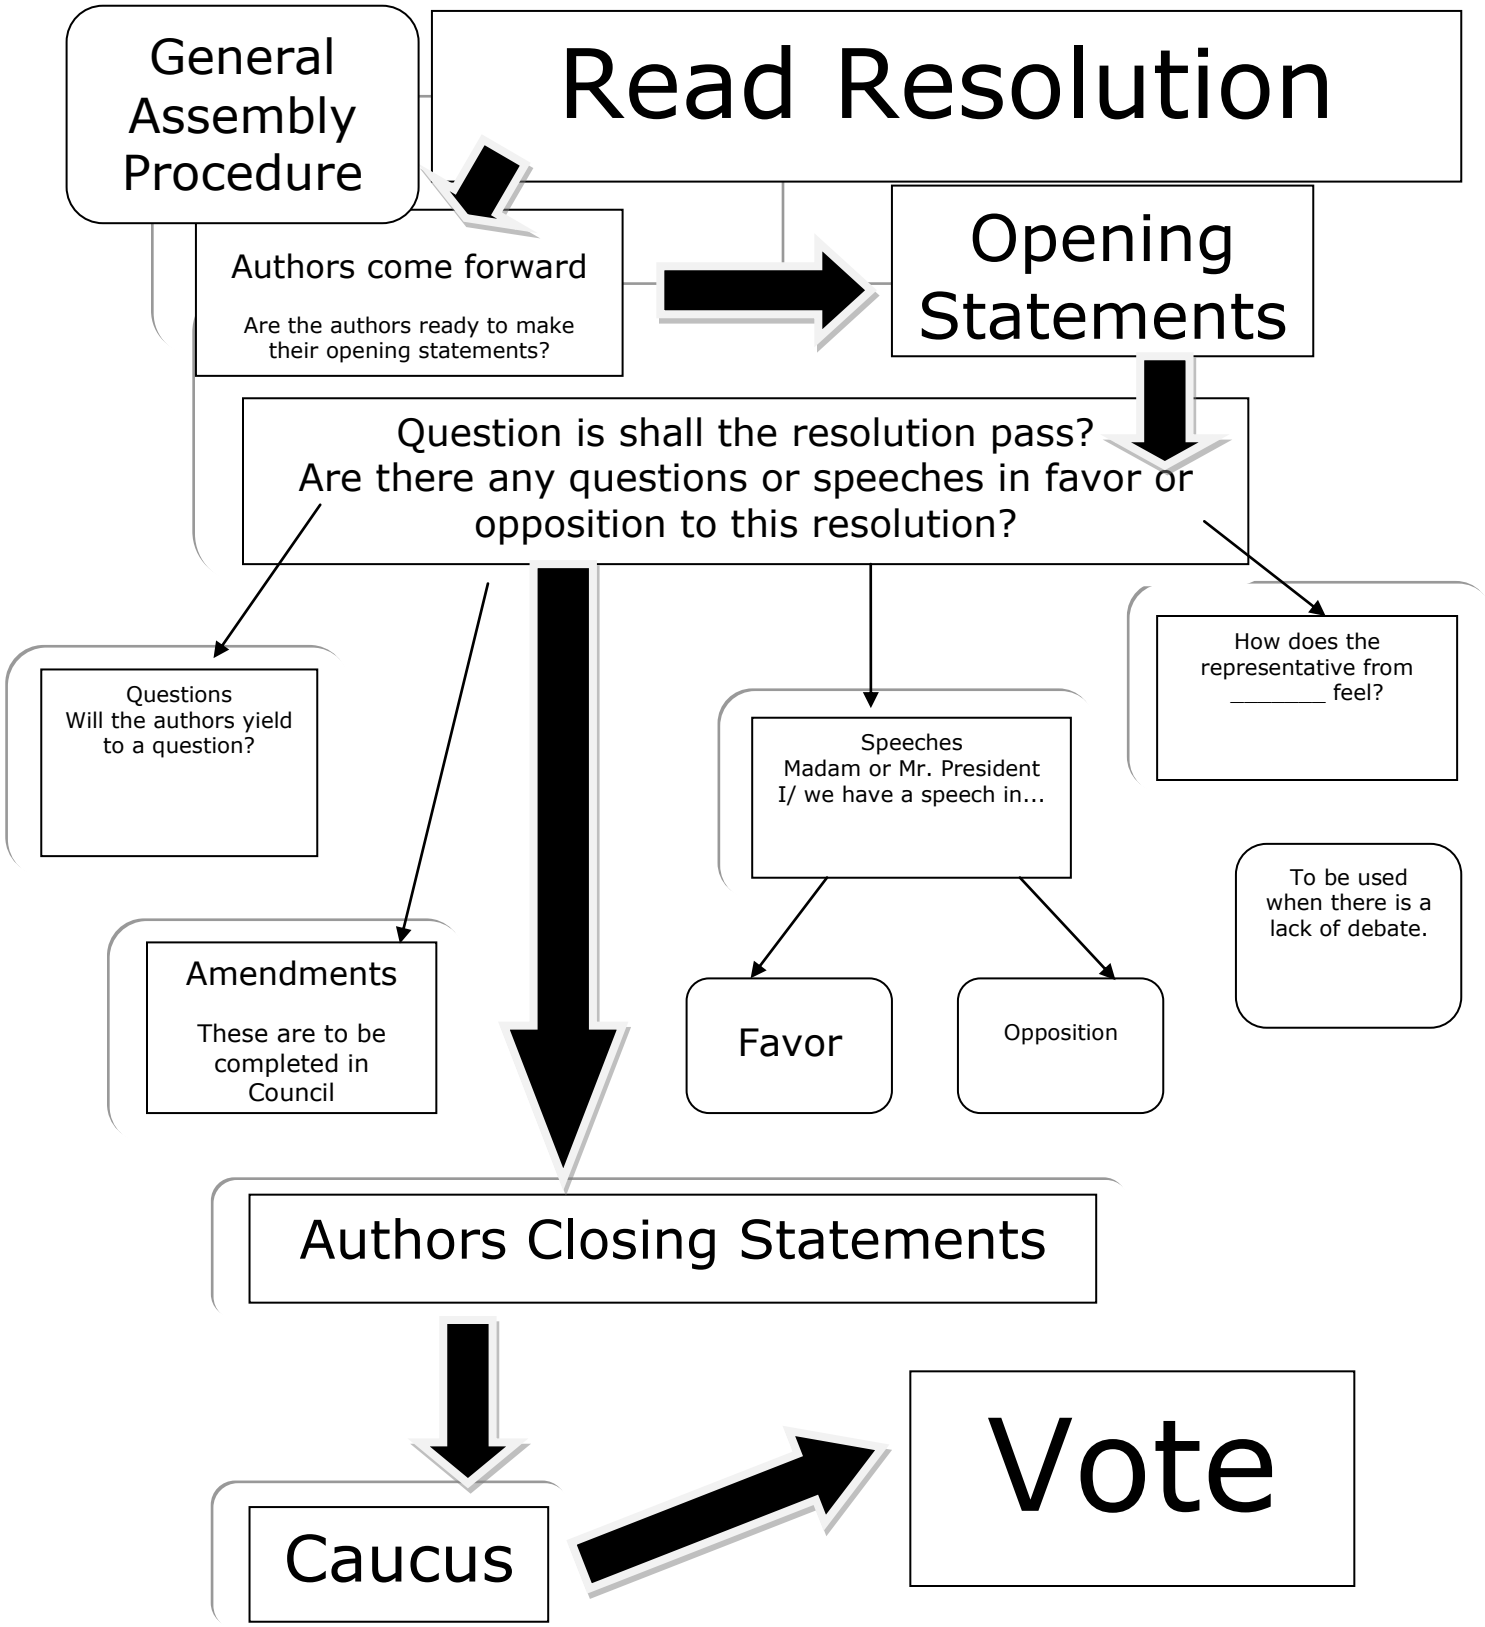 General
Assembly
Procedure
Read Resolution
Authors come forward
Are the authors ready to make
their opening statements?
Opening
Statements
Question is shall the resolution pass?
Are there any questions or speeches in favor or
opposition to this resolution?
Questions
Will the authors yield
to a question?
Amendments
These are to be
completed in
Council
Speeches
Madam or Mr. President
I/ we have a speech in…
Favor
Opposition
How does the
representative from
_________ feel?
To be used
when there is a
lack of debate.
Authors Closing Statements
Caucus
Vote